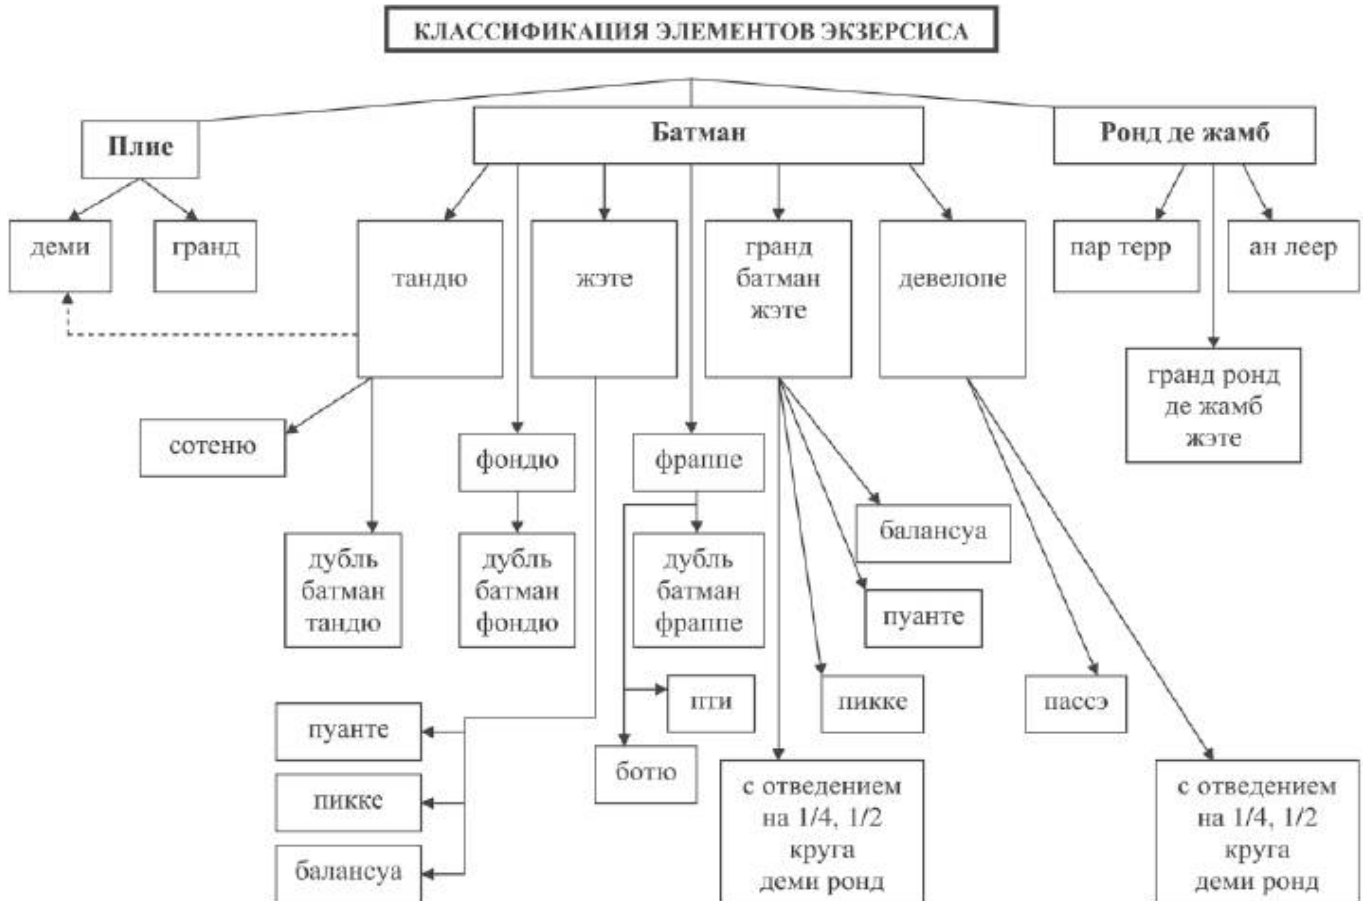 КЛАССИФИКАЦИЯ ЭЛЕМЕНТОВ ЭКЗЕРСИСА
Плие
Батман
Ронд де жамб
деми
гранд
тандю
жэте
гранд
батман
жэте
девелопе
пар терр
ан леер
гранд ронд
де жамб
жэте
сотеню
фондю
фраппе
балансуа
дубль
батман
тандю
дубль
батман
фондю
дубль
батман
фраппе
пуанте
пти
пикке
пассэ
пуанте
ботю
с отведением
на 1/4, 1/2
круга
деми ронд
с отведением
на 1/4, 1/2
круга
деми ронд
пикке
балансуа